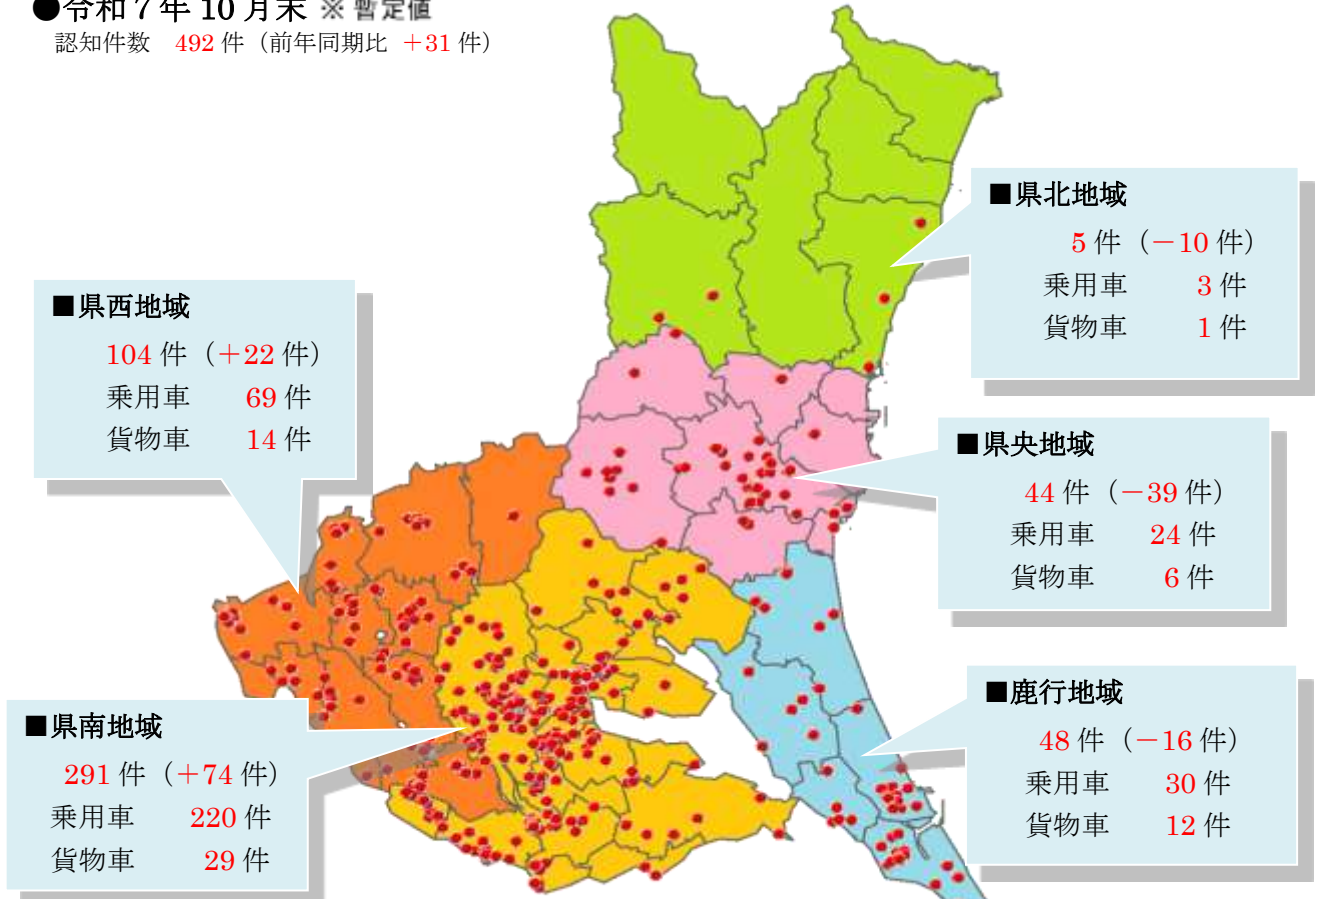 ●令和７年 10 月末 ※ 暫定値
認知件数 492 件（前年同期比 ＋31 件）
■県北地域
5 件（－10 件）
乗用車 3 件
貨物車 1 件
■県西地域
104 件（＋22 件）
乗用車 69 件
貨物車 14 件
■県央地域
44 件（－39 件）
乗用車 24 件
貨物車 6 件
■県南地域
291 件（＋74 件）
乗用車 220 件
貨物車 29 件
■鹿行地域
48 件（－16 件）
乗用車 30 件
貨物車 12 件